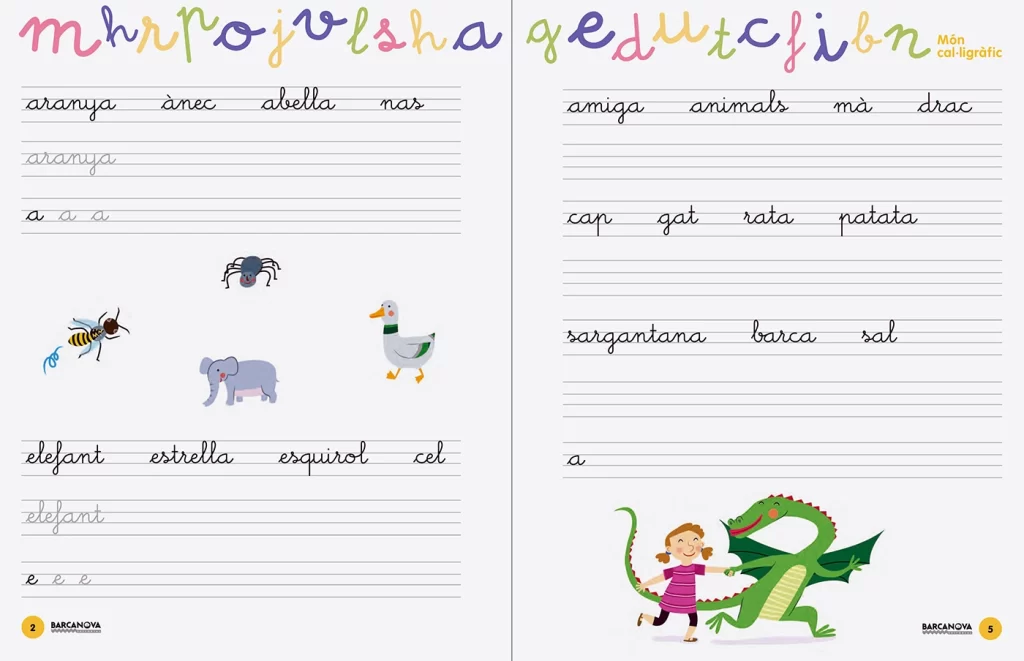 m h r p o j v l s h a
aranya ànec abella nas
aranya
a a a
elefant estrella esquirol cel
elefant
e e e
2 BARCANOVA
g e d u t c f i b n
Món
cal·ligràfic
amiga animals mà drac
cap gat rata patata
sargantana barca sal
a
BARCANOVA 5